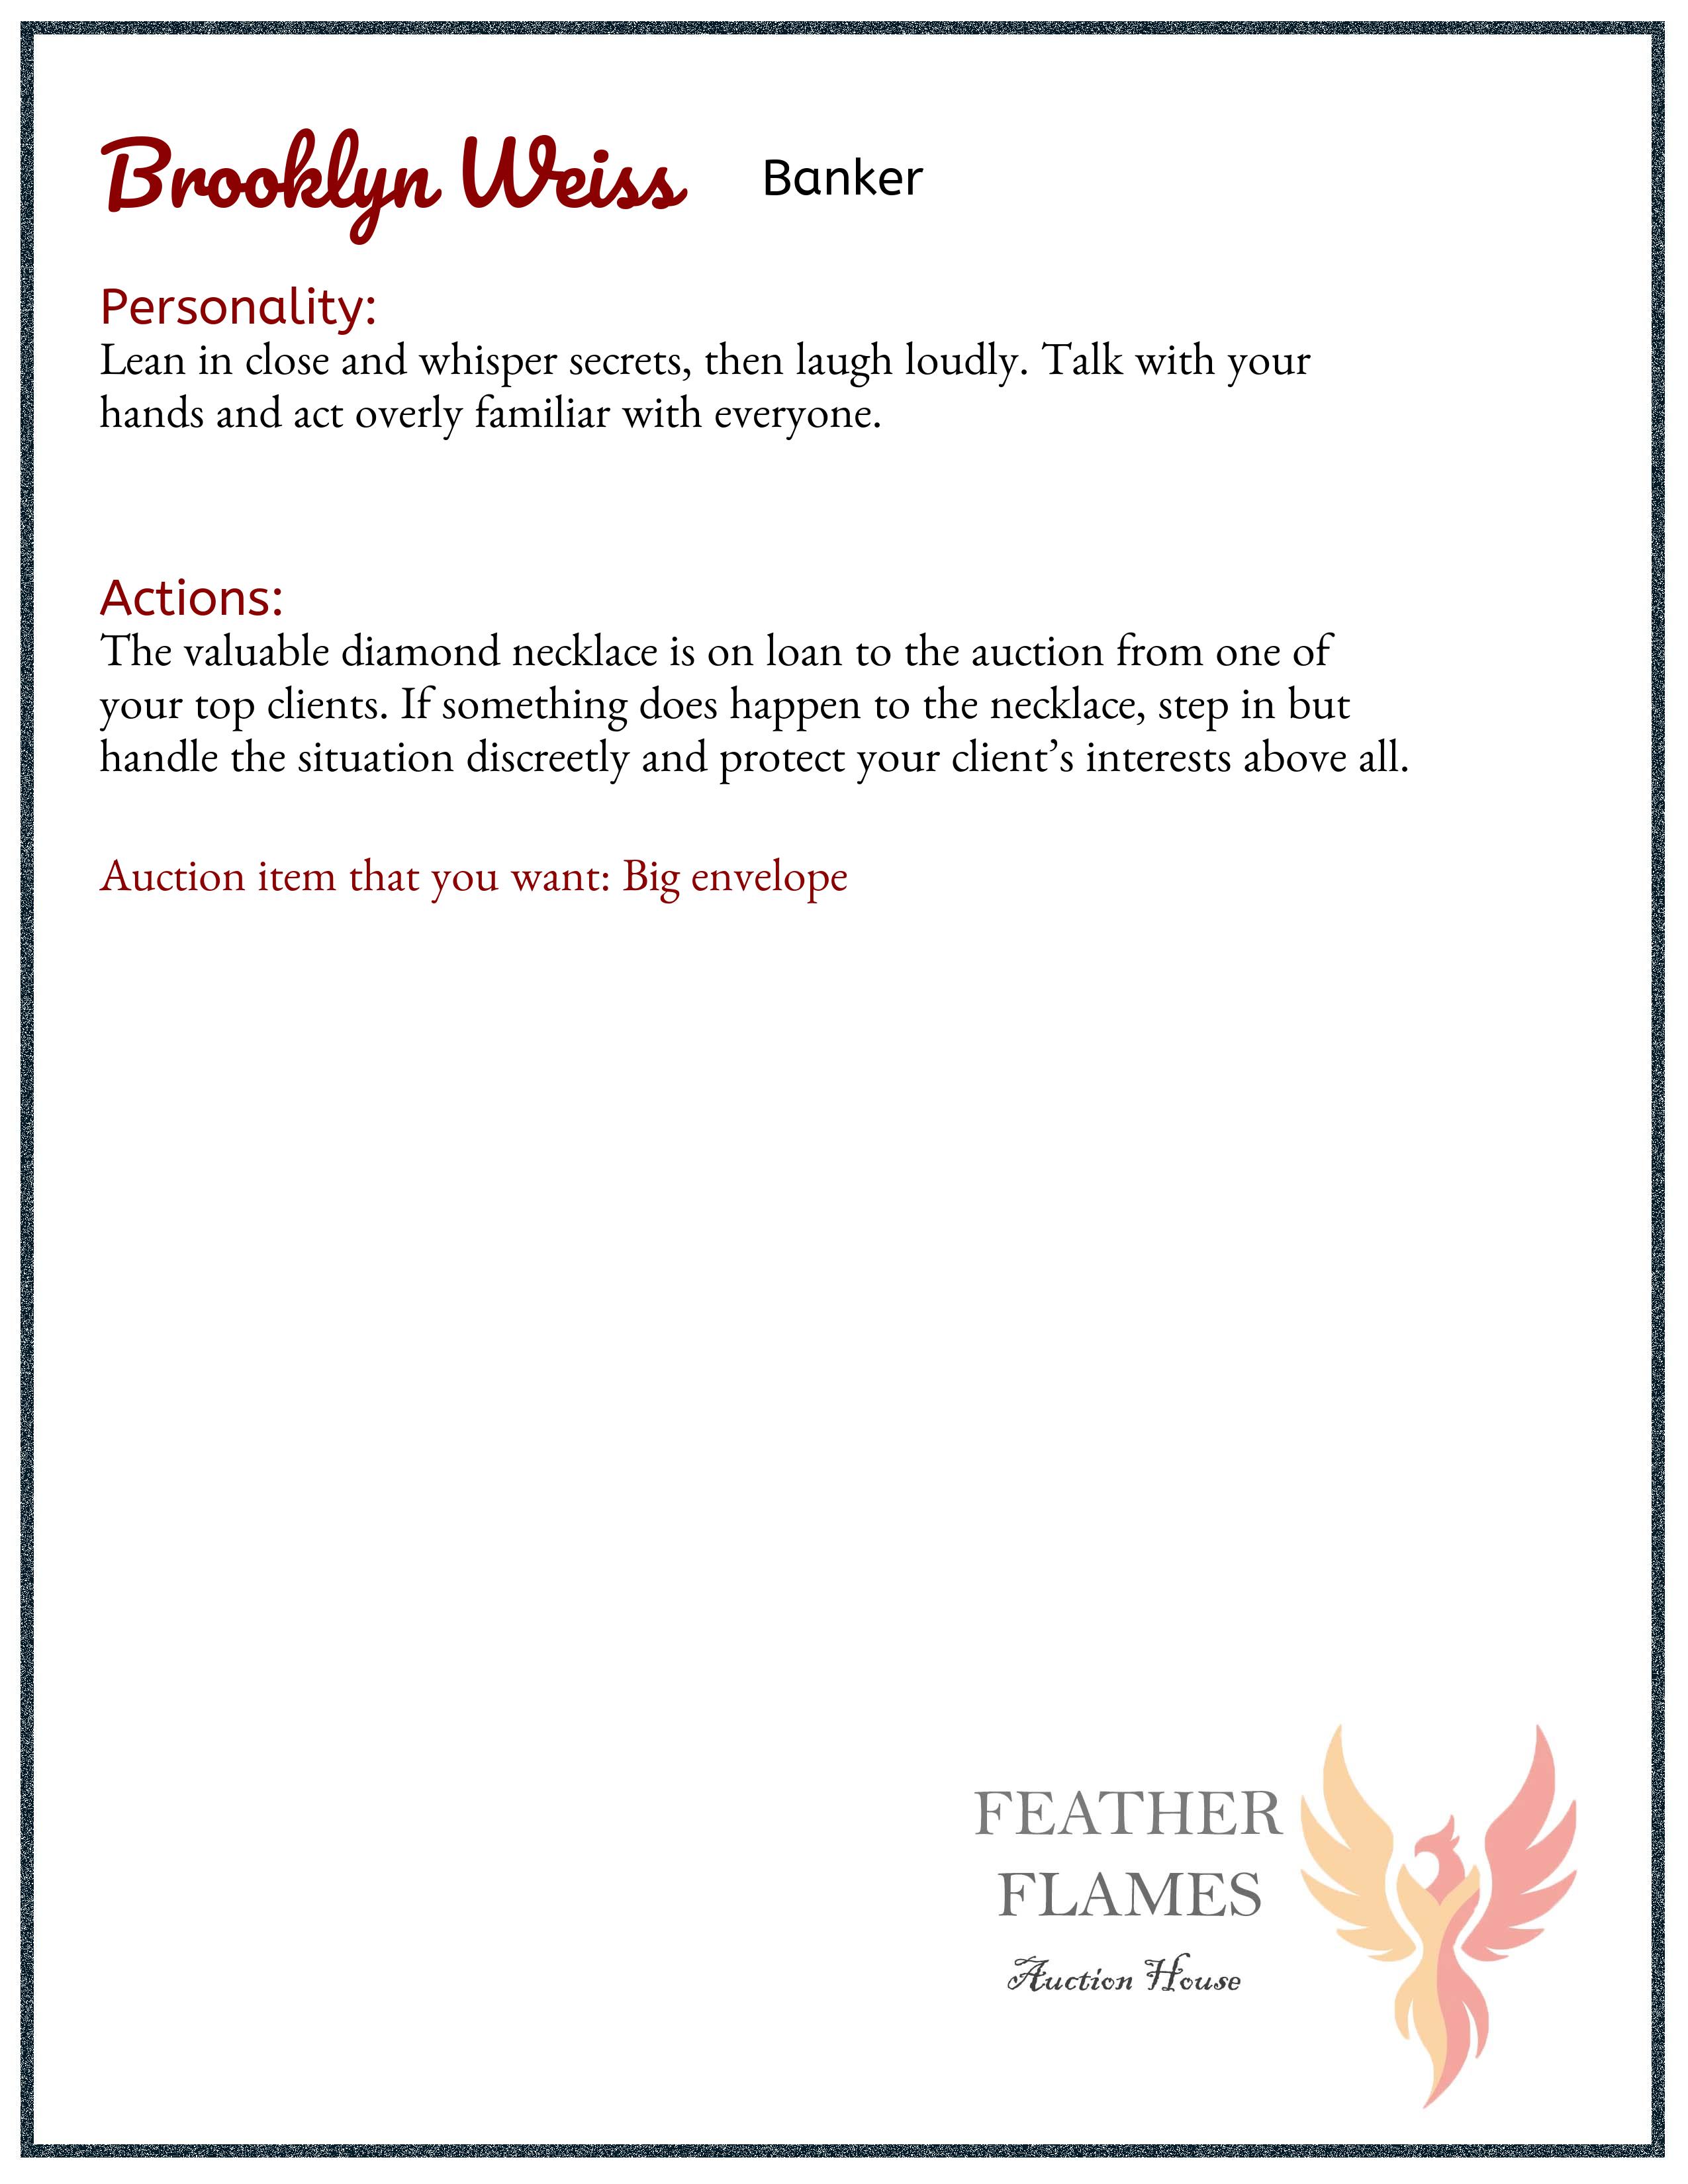 Brooklyn Weiss Banker
Personality:
Lean in close and whisper secrets, then laugh loudly. Talk with your
hands and act overly familiar with everyone.
Actions:
The valuable diamond necklace is on loan to the auction from one of
your top clients. If something does happen to the necklace, step in but
handle the situation discreetly and protect your client’s interests above all.
Auction item that you want: Big envelope
FEATHER
FLAMES
Auction House